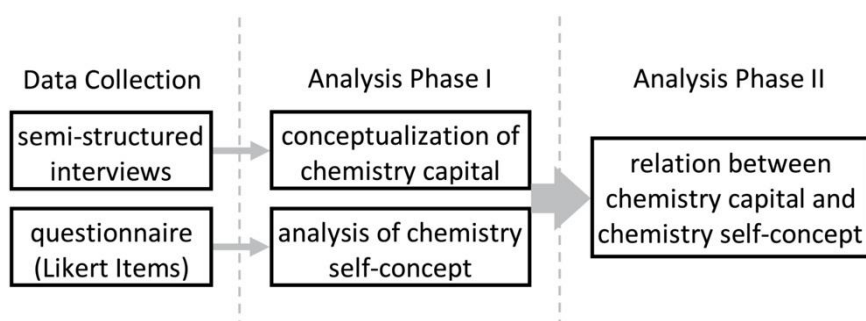 Data Collection
Analysis Phase I
Analysis Phase II
semi-structured
interviews
conceptualization of
chemistry capital
questionnaire
(Likert Items)
analysis of chemistry
self-concept
relation between
chemistry capital and
chemistry self-concept